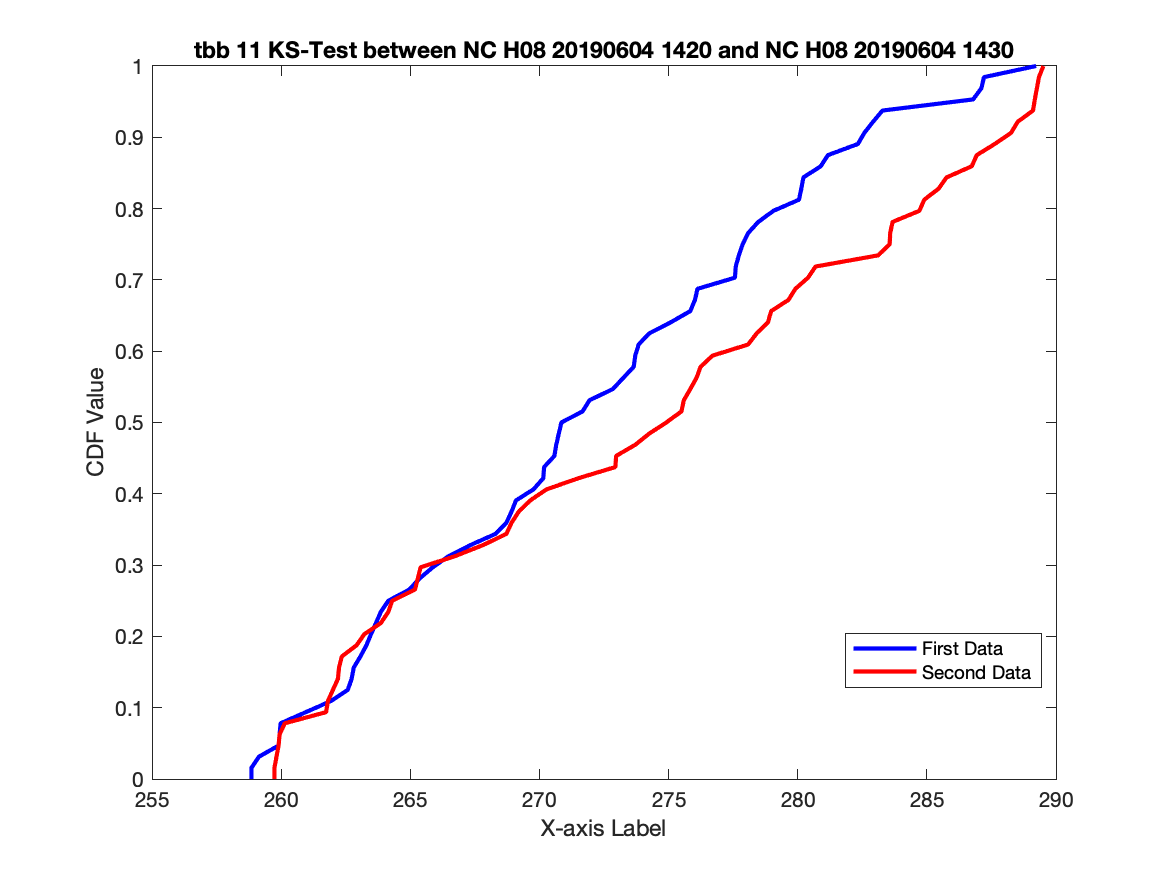 tbb 11 KS-Test between NC H08 20190604 1420 and NC H08 20190604 1430
1
0.9
0.8
0.7
0.6
0.5
0.4
0.3
0.2
0.1
0
CDF Value
First Data
Second Data
255 260 265 270 275 280 285 290
X-axis Label